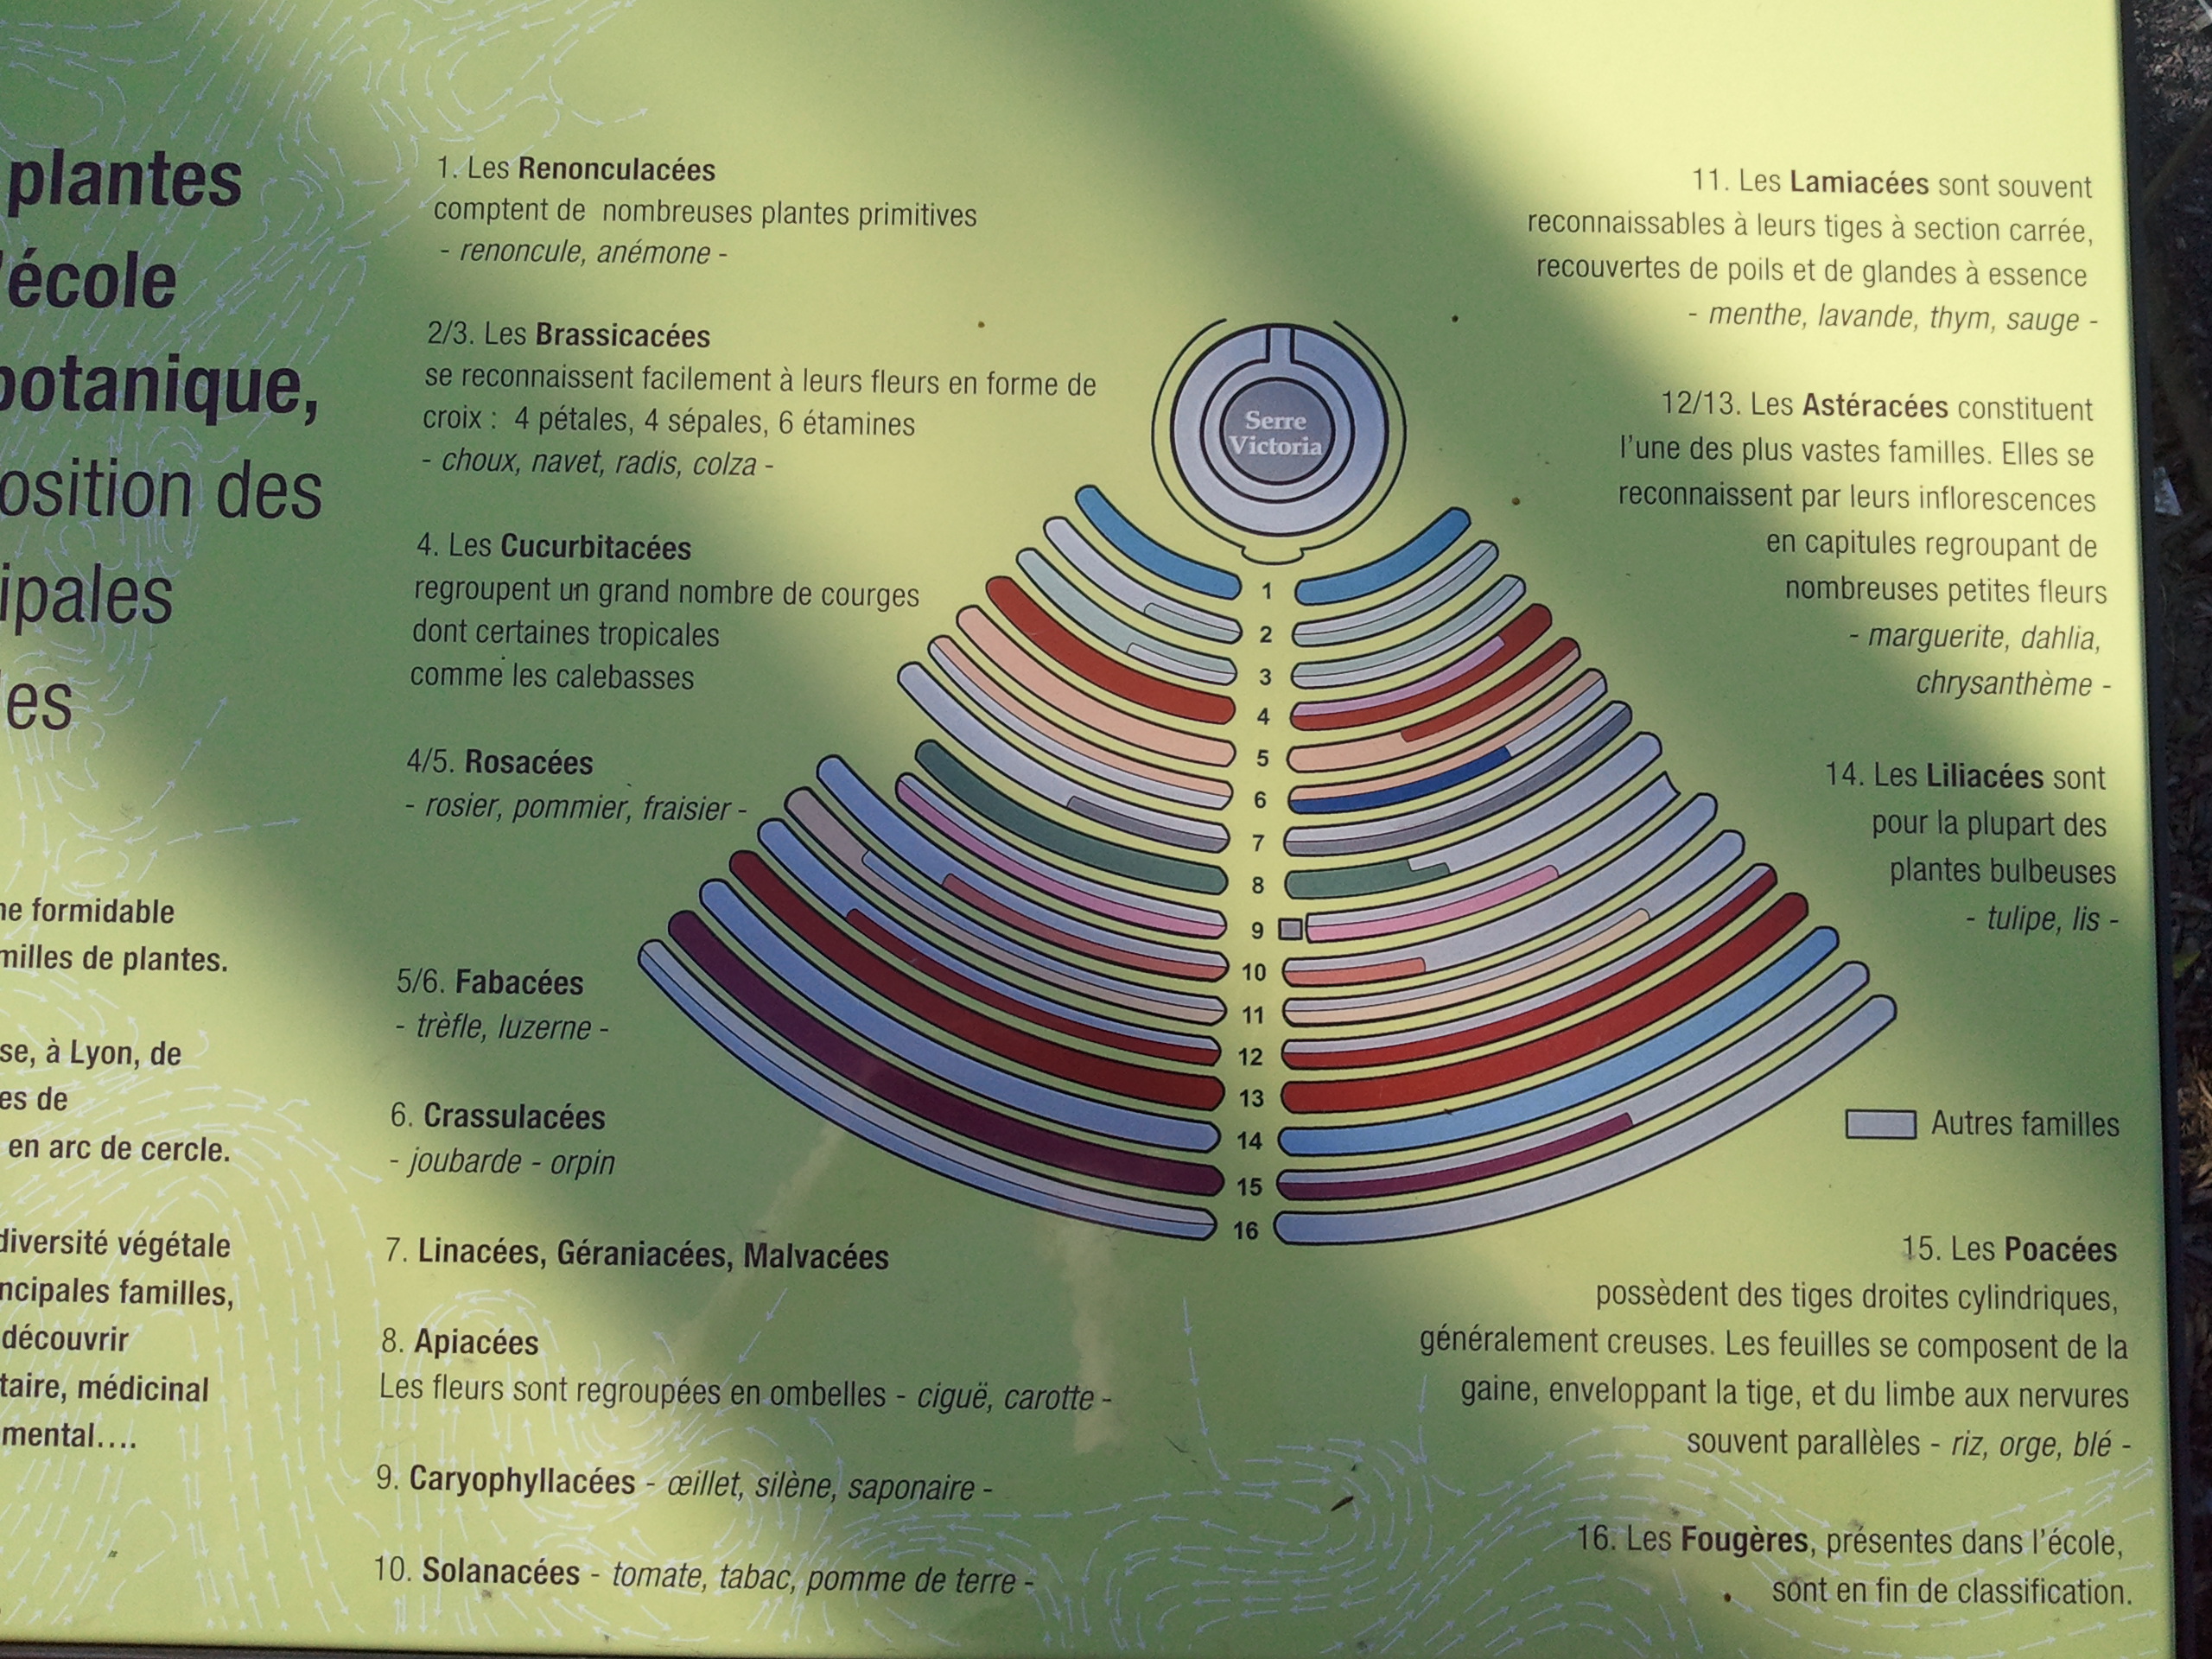 plantes
'école
botanique,
osition des
ipales
es
ne formidable
milles de plantes.
se, à Lyon, de
es de
en arc de cercle.
diversité végétale
ncipales familles,
découvrir
taire, médicinal
mental....
1. Les Renonculacées
comptent de nombreuses plantes primitives
- renoncule, anémone -
2/3. Les Brassicacées
se reconnaissent facilement à leurs fleurs en forme de
croix : 4 pétales, 4 sépales, 6 étamines
- choux, navet, radis, colza -
4. Les Cucurbitacées
regroupent un grand nombre de courges
dont certaines tropicales
comme les calebasses
4/5. Rosacées
- rosier, pommier, fraisier -
5/6. Fabacées
- trèfle, luzerne -
6. Crassulacées
- joubarde - orpin
7. Linacées, Géraniacées, Malvacées
8. Apiacées
Les fleurs sont regroupées en ombelles - ciguë, carotte -
9. Caryophyllacées - œillet, silène, saponaire -
10. Solanacées - tomate, tabac, pomme de terre -
Serre
Victoria
1
2
3
4
5
6
7
8
9
10
11
12
13
14
15
16
11. Les Lamiacées sont souvent
reconnaissables à leurs tiges à section carrée,
recouvertes de poils et de glandes à essence
- menthe, lavande, thym, sauge -
12/13. Les Astéracées constituent
l'une des plus vastes familles. Elles se
reconnaissent par leurs inflorescences
en capitules regroupant de
nombreuses petites fleurs
- marguerite, dahlia,
chrysanthème -
14. Les Liliacées sont
pour la plupart des
plantes bulbeuses
- tulipe, lis -
Autres familles
15. Les Poacées
possèdent des tiges droites cylindriques,
généralement creuses. Les feuilles se composent de la
gaine, enveloppant la tige, et du limbe aux nervures
souvent parallèles - riz, orge, blé -
16. Les Fougères, présentes dans l'école,
sont en fin de classification.